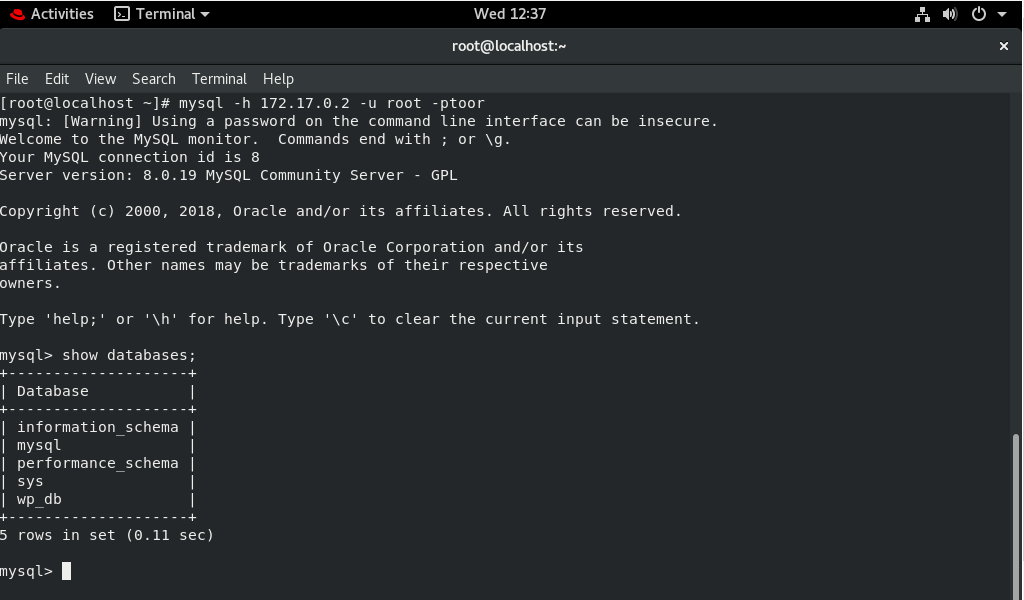 Activities Terminal Wed 12:37
root@localhost:~ ×
File Edit View Search Terminal Help
[root@localhost ~]# mysql -h 172.17.0.2 -u root -ptoor
mysql: [Warning] Using a password on the command line interface can be insecure.
Welcome to the MySQL monitor.  Commands end with ; or \g.
Your MySQL connection id is 8
Server version: 8.0.19 MySQL Community Server - GPL

Copyright (c) 2000, 2018, Oracle and/or its affiliates. All rights reserved.

Oracle is a registered trademark of Oracle Corporation and/or its
affiliates. Other names may be trademarks of their respective
owners.

Type 'help;' or '\h' for help. Type '\c' to clear the current input statement.

mysql> show databases;
+--------------------+
| Database           |
+--------------------+
| information_schema |
| mysql              |
| performance_schema |
| sys                |
| wp_db              |
+--------------------+
5 rows in set (0.11 sec)

mysql>